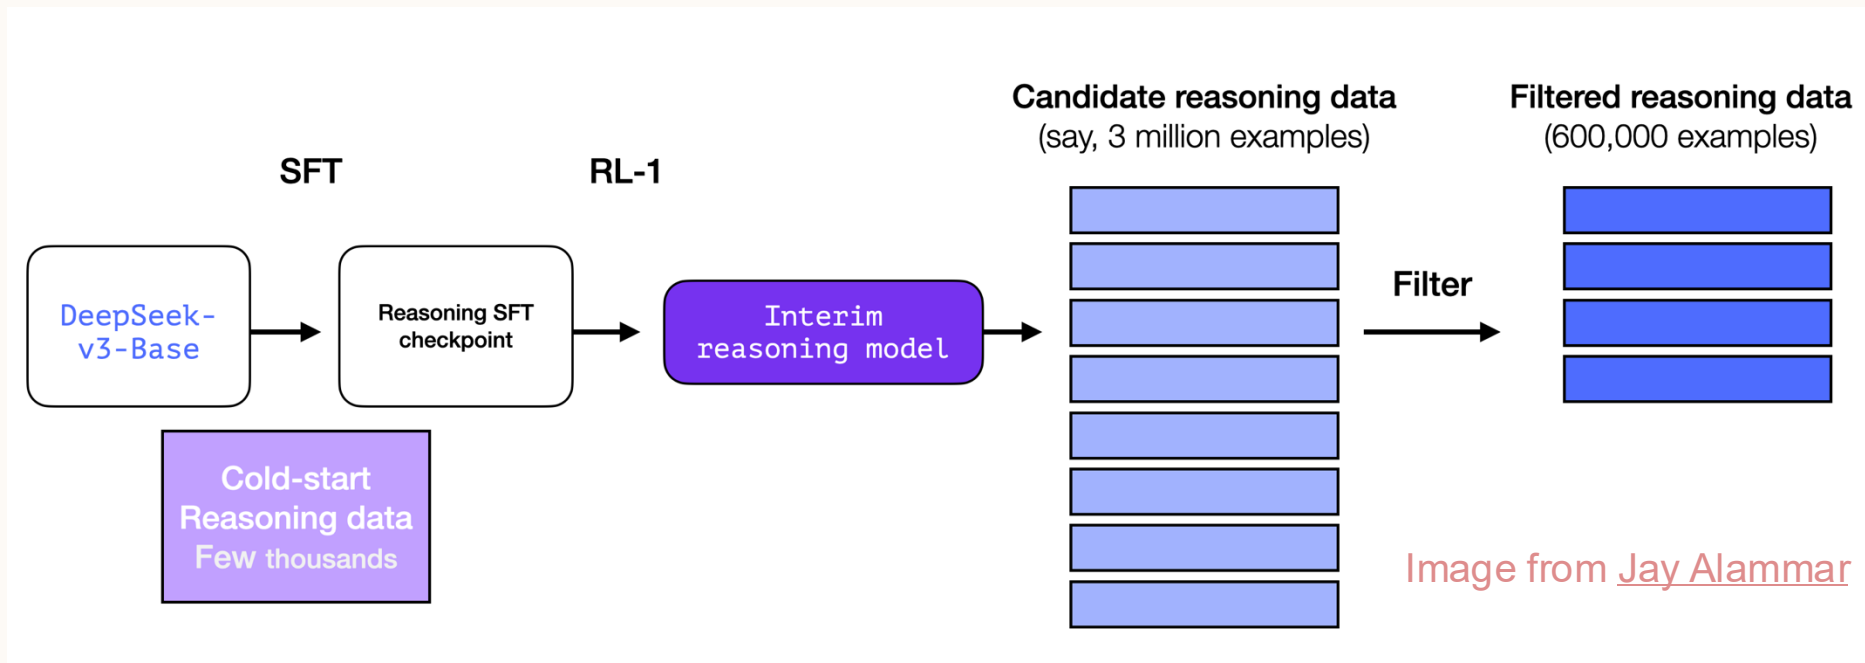 SFT
RL-1
DeepSeek-
v3-Base
Reasoning SFT
checkpoint
Cold-start
Reasoning data
Few thousands
Interim
reasoning model
Candidate reasoning data
(say, 3 million examples)
Filter
Filtered reasoning data
(600,000 examples)
Image from Jay Alammar